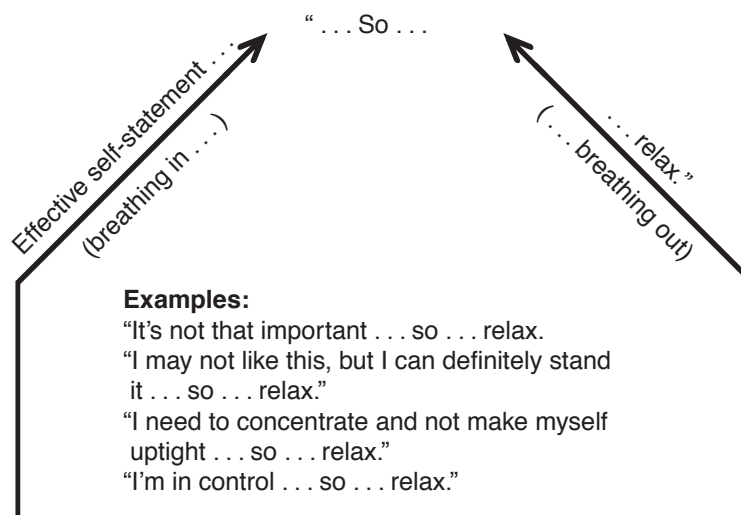 “ . . . So . . .
Effective self-statement . . .
(breathing in . . . )
. . . relax.”
( . . . breathing out)
Examples:
“It’s not that important . . . so . . . relax.
“I may not like this, but I can definitely stand
it . . . so . . . relax.”
“I need to concentrate and not make myself
uptight . . . so . . . relax.”
“I’m in control . . . so . . . relax.”